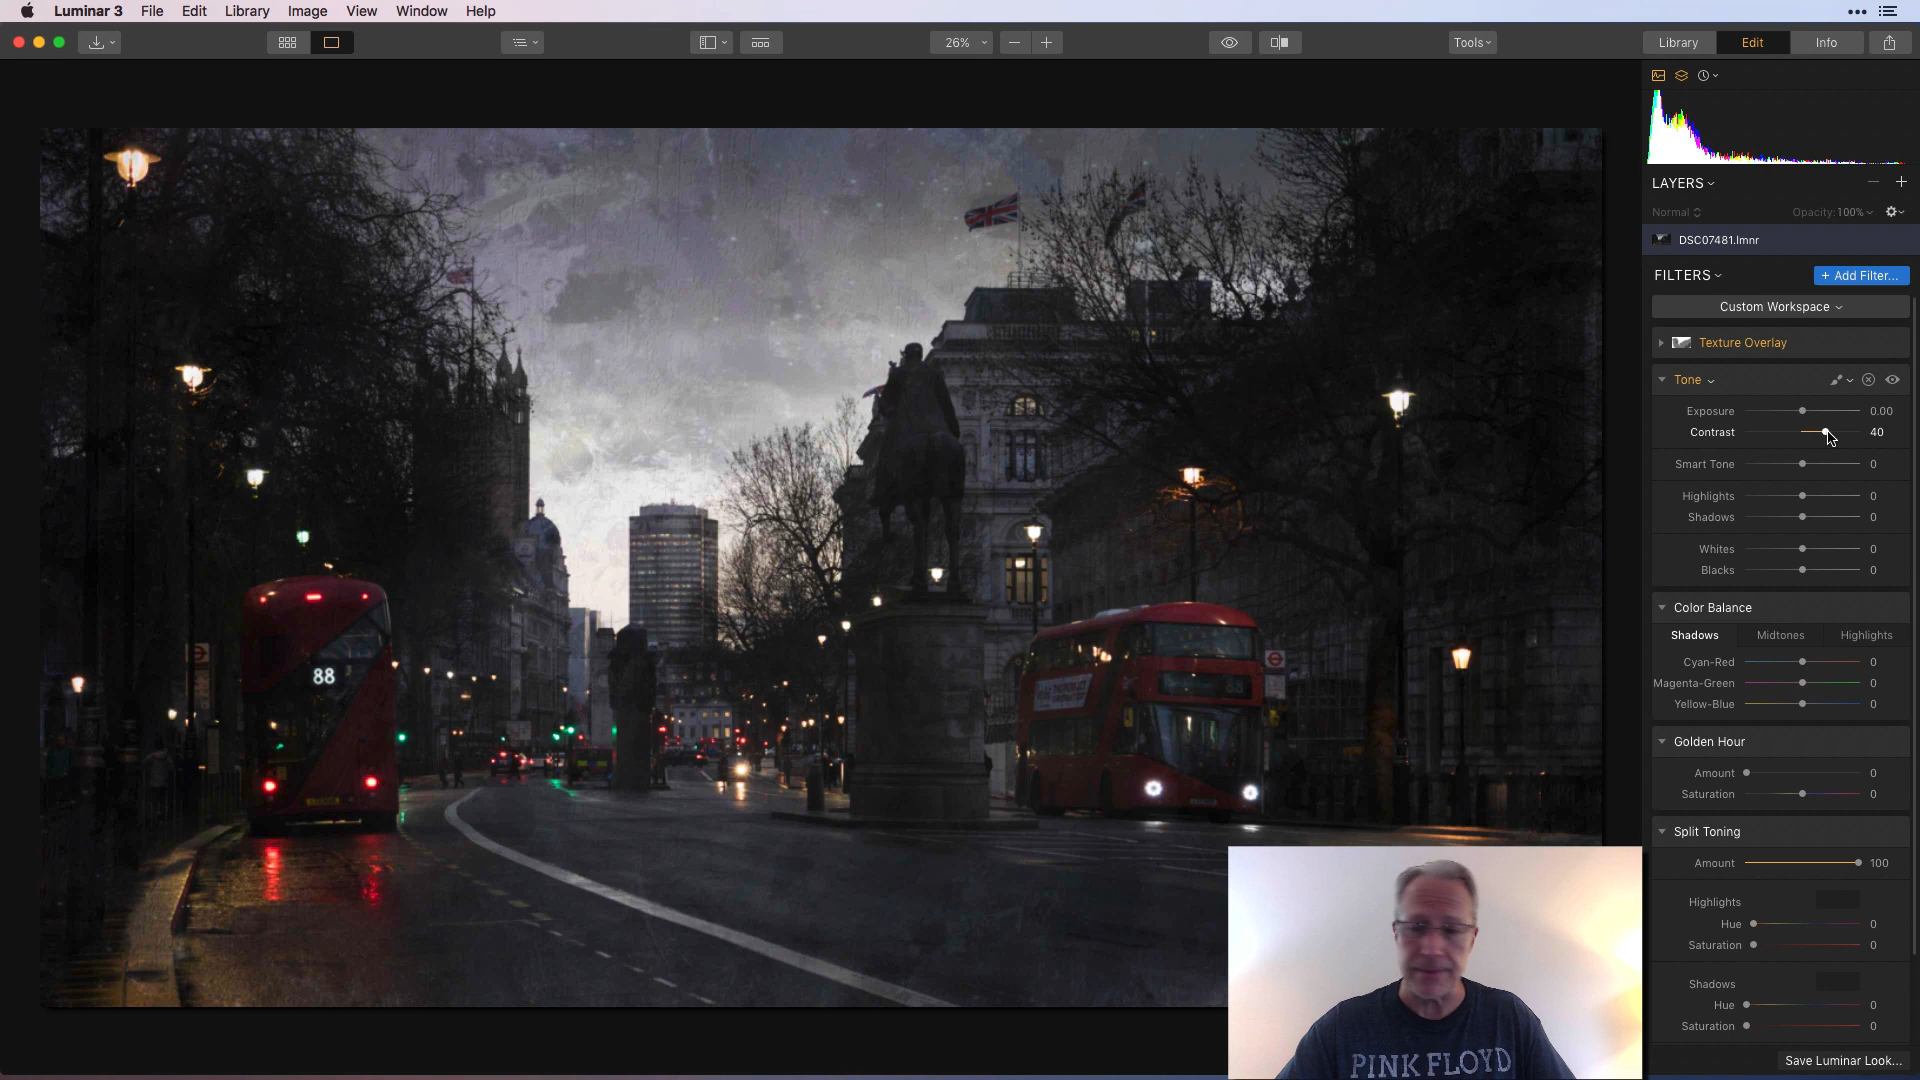 Luminar 3 File Edit Library Image View Window Help
26% Tools Library Edit Info
LAYERS
Normal Opacity: 100%
DSC07481.lmnr
FILTERS + Add Filter...
Custom Workspace
Texture Overlay
Tone
Exposure 0.00
Contrast 40
Smart Tone 0
Highlights 0
Shadows 0
Whites 0
Blacks 0
Color Balance
Shadows Midtones Highlights
Cyan-Red 0
Magenta-Green 0
Yellow-Blue 0
Golden Hour
Amount 0
Saturation 0
Split Toning
Amount 100
Highlights
Hue 0
Saturation 0
Shadows
Hue 0
Saturation 0
Save Luminar Look...
88
88
PINK FLOYD